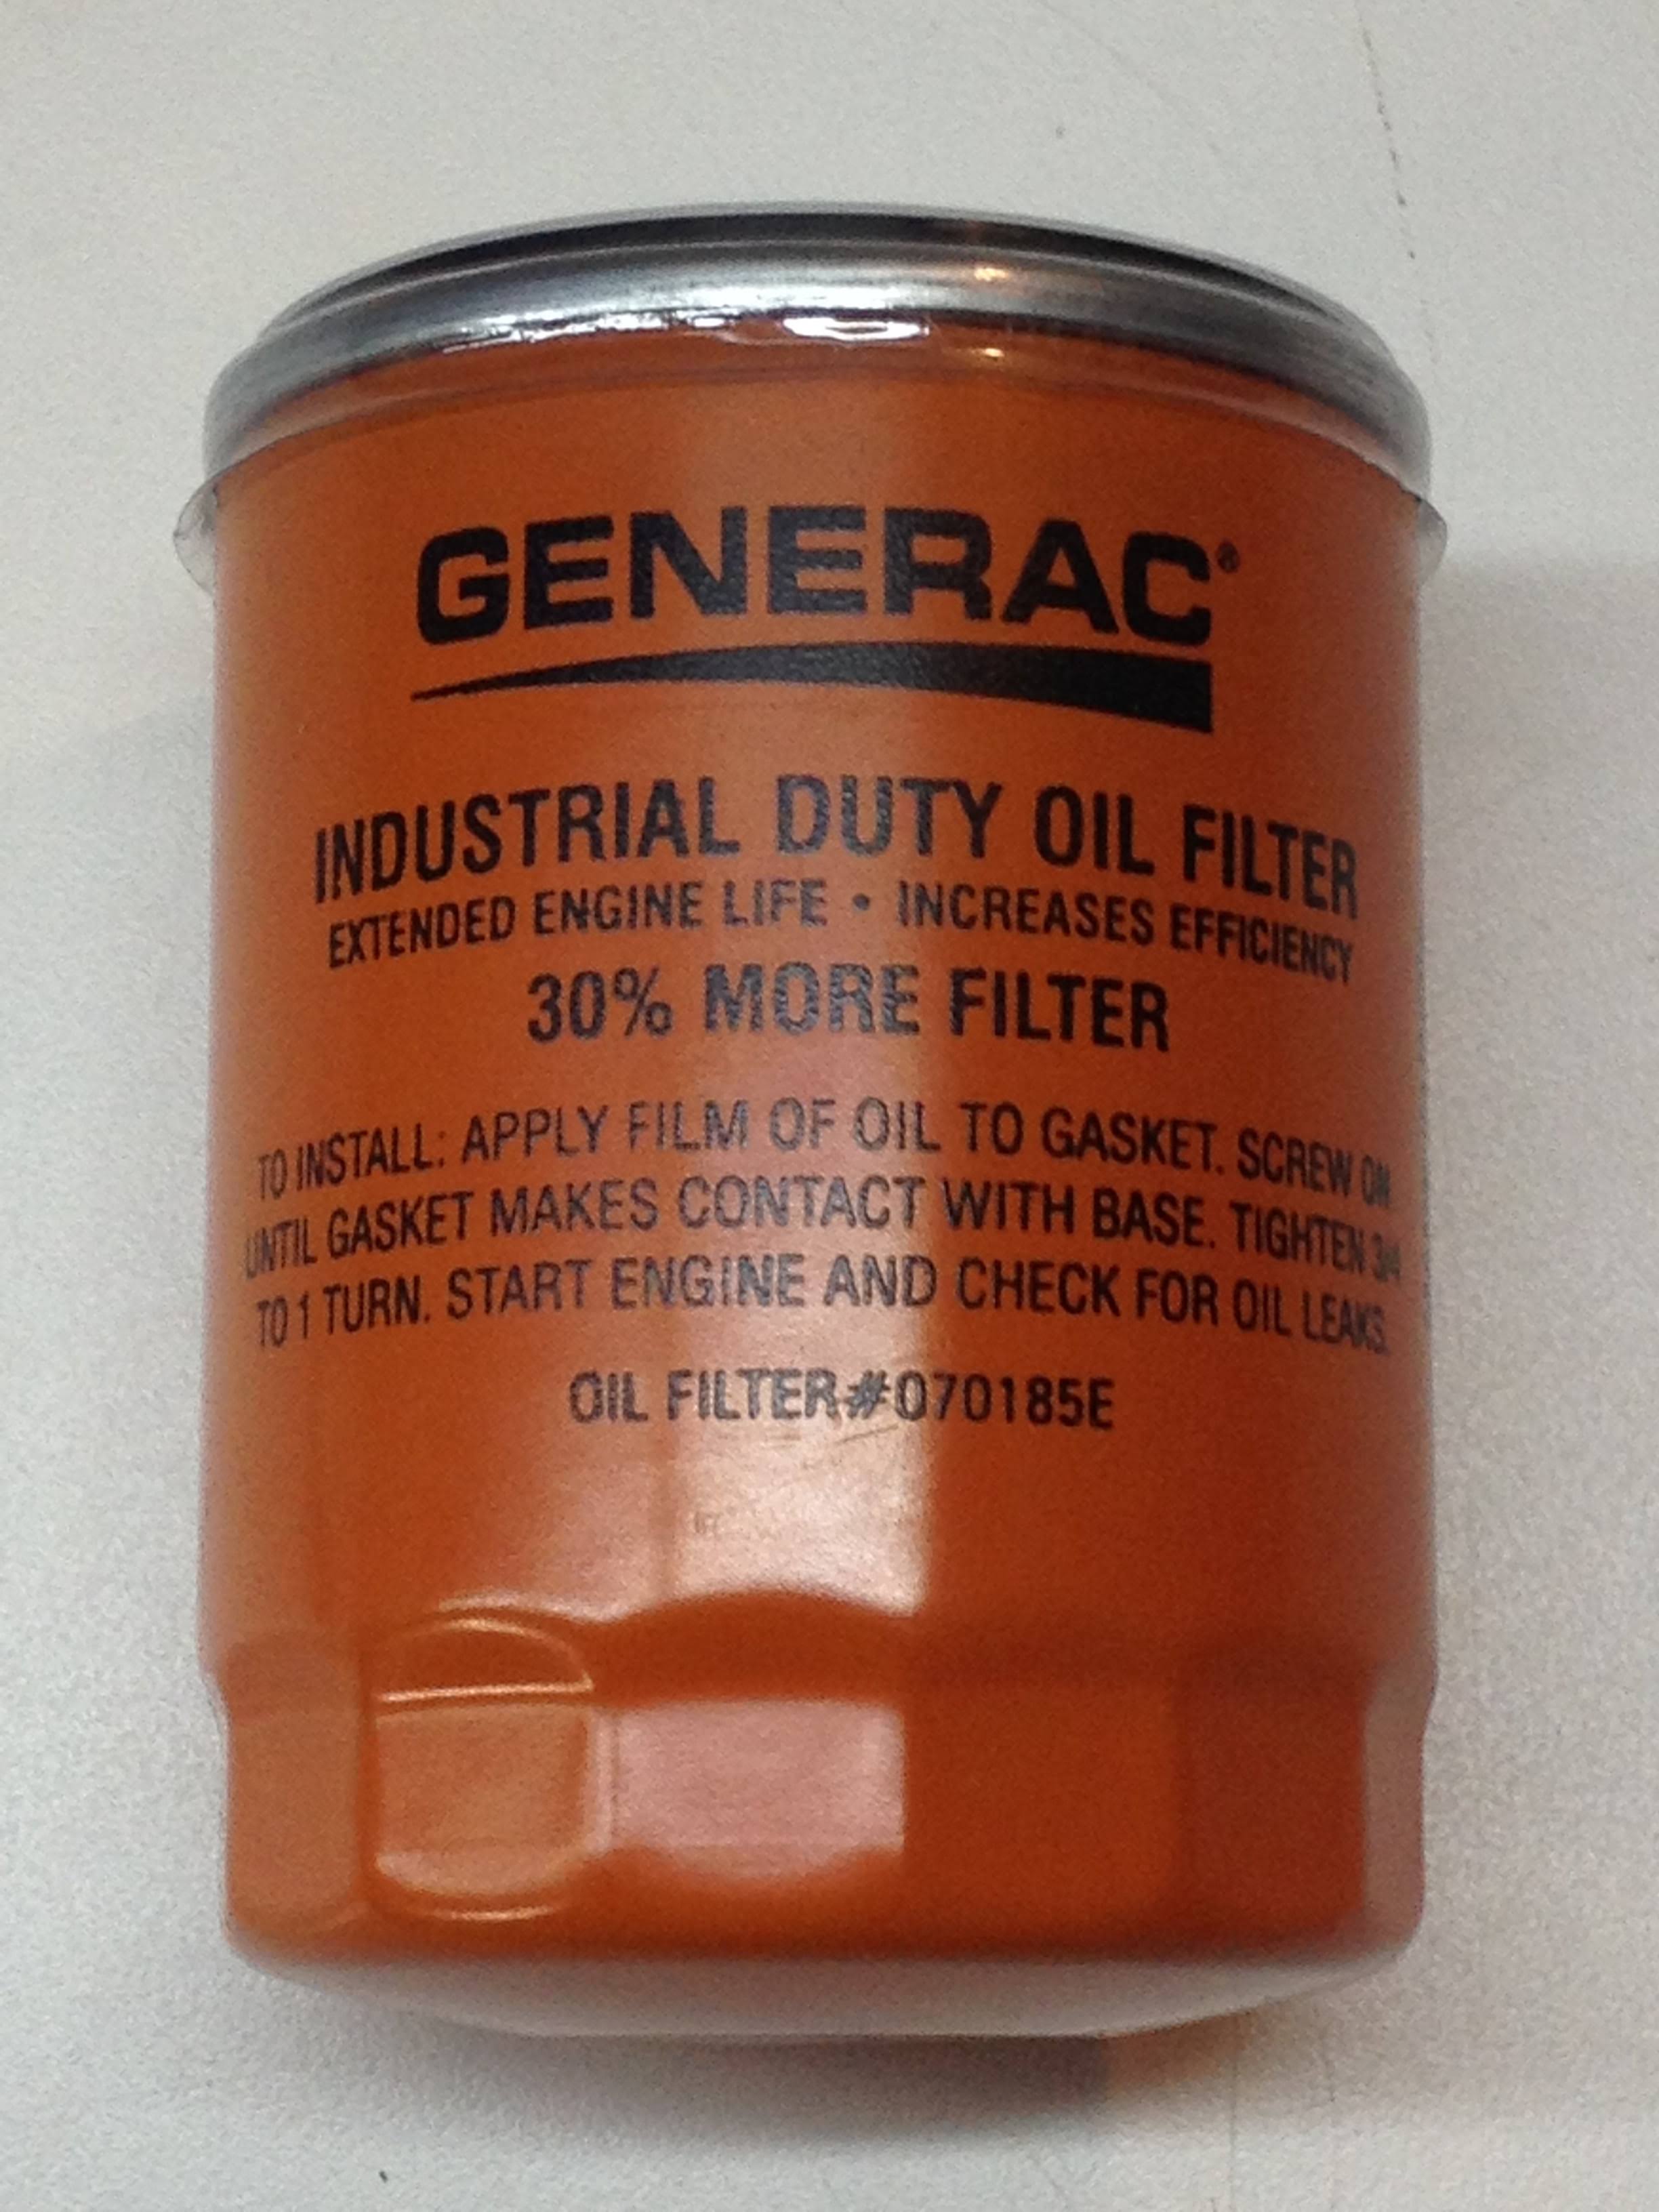 GENERAC®
INDUSTRIAL DUTY OIL FILTER
EXTENDED ENGINE LIFE • INCREASES EFFICIENCY
30% MORE FILTER
TO INSTALL: APPLY FILM OF OIL TO GASKET. SCREW ON
UNTIL GASKET MAKES CONTACT WITH BASE. TIGHTEN 3/4
TO 1 TURN. START ENGINE AND CHECK FOR OIL LEAKS.
OIL FILTER#070185E